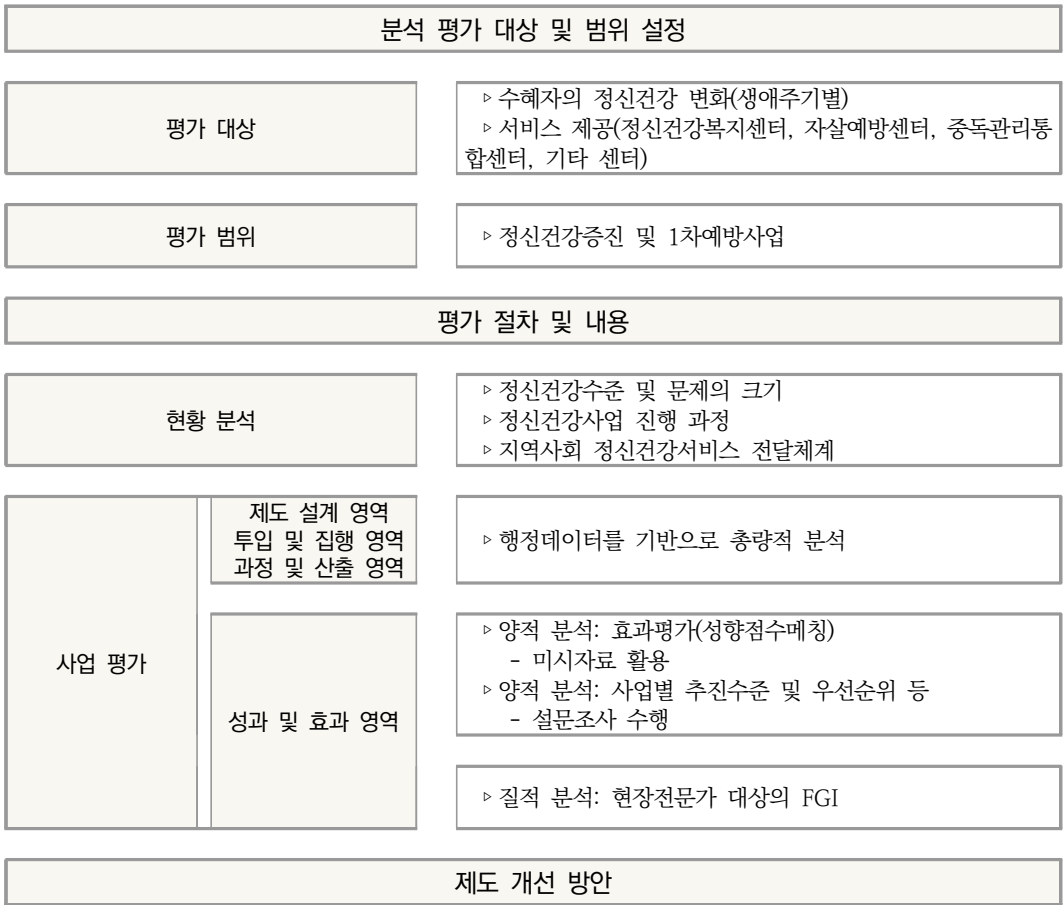 분석 평가 대상 및 범위 설정
평가 대상
▹수혜자의 정신건강 변화(생애주기별)
▹서비스 제공(정신건강복지센터, 자살예방센터, 중독관리통
합센터, 기타 센터)
평가 범위
▹정신건강증진 및 1차예방사업
평가 절차 및 내용
현황 분석
▹정신건강수준 및 문제의 크기
▹정신건강사업 진행 과정
▹지역사회 정신건강서비스 전달체계
사업 평가
제도 설계 영역
투입 및 집행 영역
과정 및 산출 영역
▹행정데이터를 기반으로 총량적 분석
성과 및 효과 영역
▹양적 분석: 효과평가(성향점수메칭)
- 미시자료 활용
▹양적 분석: 사업별 추진수준 및 우선순위 등
- 설문조사 수행
▹질적 분석: 현장전문가 대상의 FGI
제도 개선 방안